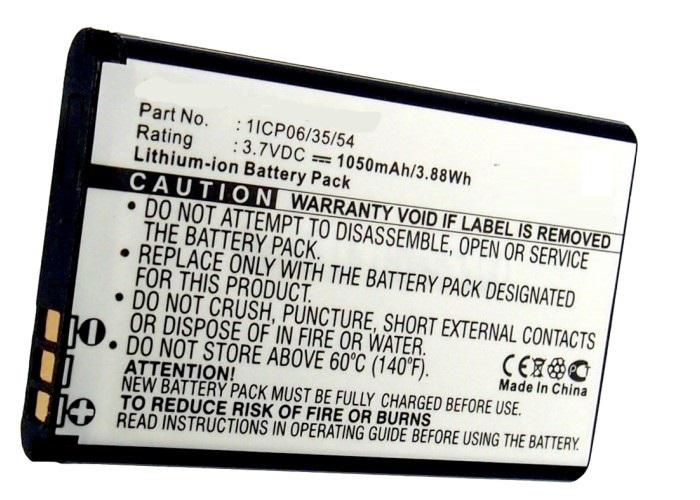 Part No. : 1ICP06/35/54
Rating : 3.7VDC ⎓ 1050mAh/3.88Wh
Lithium-ion Battery Pack
CAUTION WARRANTY VOID IF LABEL IS REMOVED
• DO NOT ATTEMPT TO DISASSEMBLE, OPEN OR SERVICE
THE BATTERY PACK.
• REPLACE ONLY WITH THE BATTERY PACK DESIGNATED
FOR THIS PRODUCT.
• DO NOT CRUSH, PUNCTURE, SHORT EXTERNAL CONTACTS
OR DISPOSE OF IN FIRE OR WATER.
• DO NOT STORE ABOVE 60°C (140°F).
ATTENTION!
NEW BATTERY PACK MUST BE FULLY CHARGED BEFORE USE.
TO REDUCE RISK OF FIRE OR BURNS
READ INSTRUCTIONS IN OPERATING GUIDE BEFORE USING THE BATTERY.
CE
Made In China